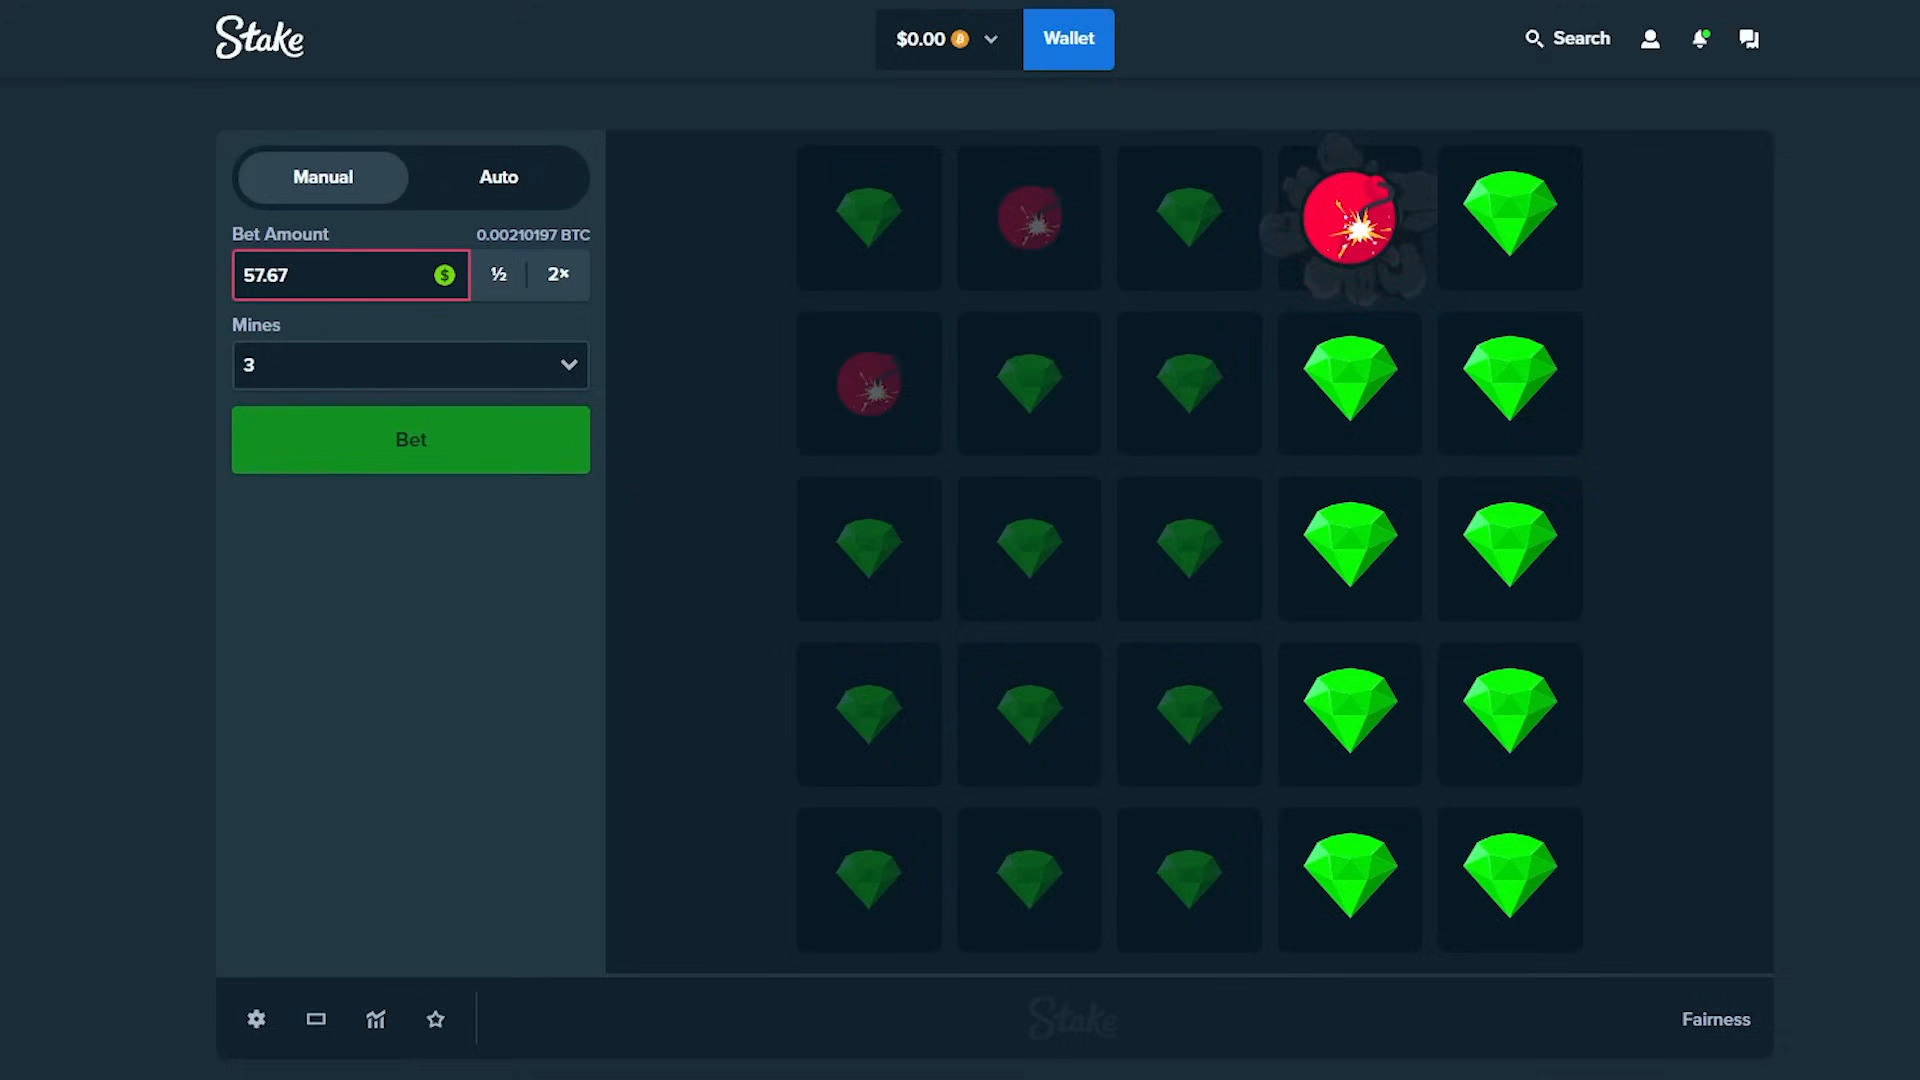 Stake
$0.00
Wallet
Search
Manual
Auto
Bet Amount
0.00210197 BTC
57.67
$
½
2×
Mines
3
Bet
Stake
Fairness